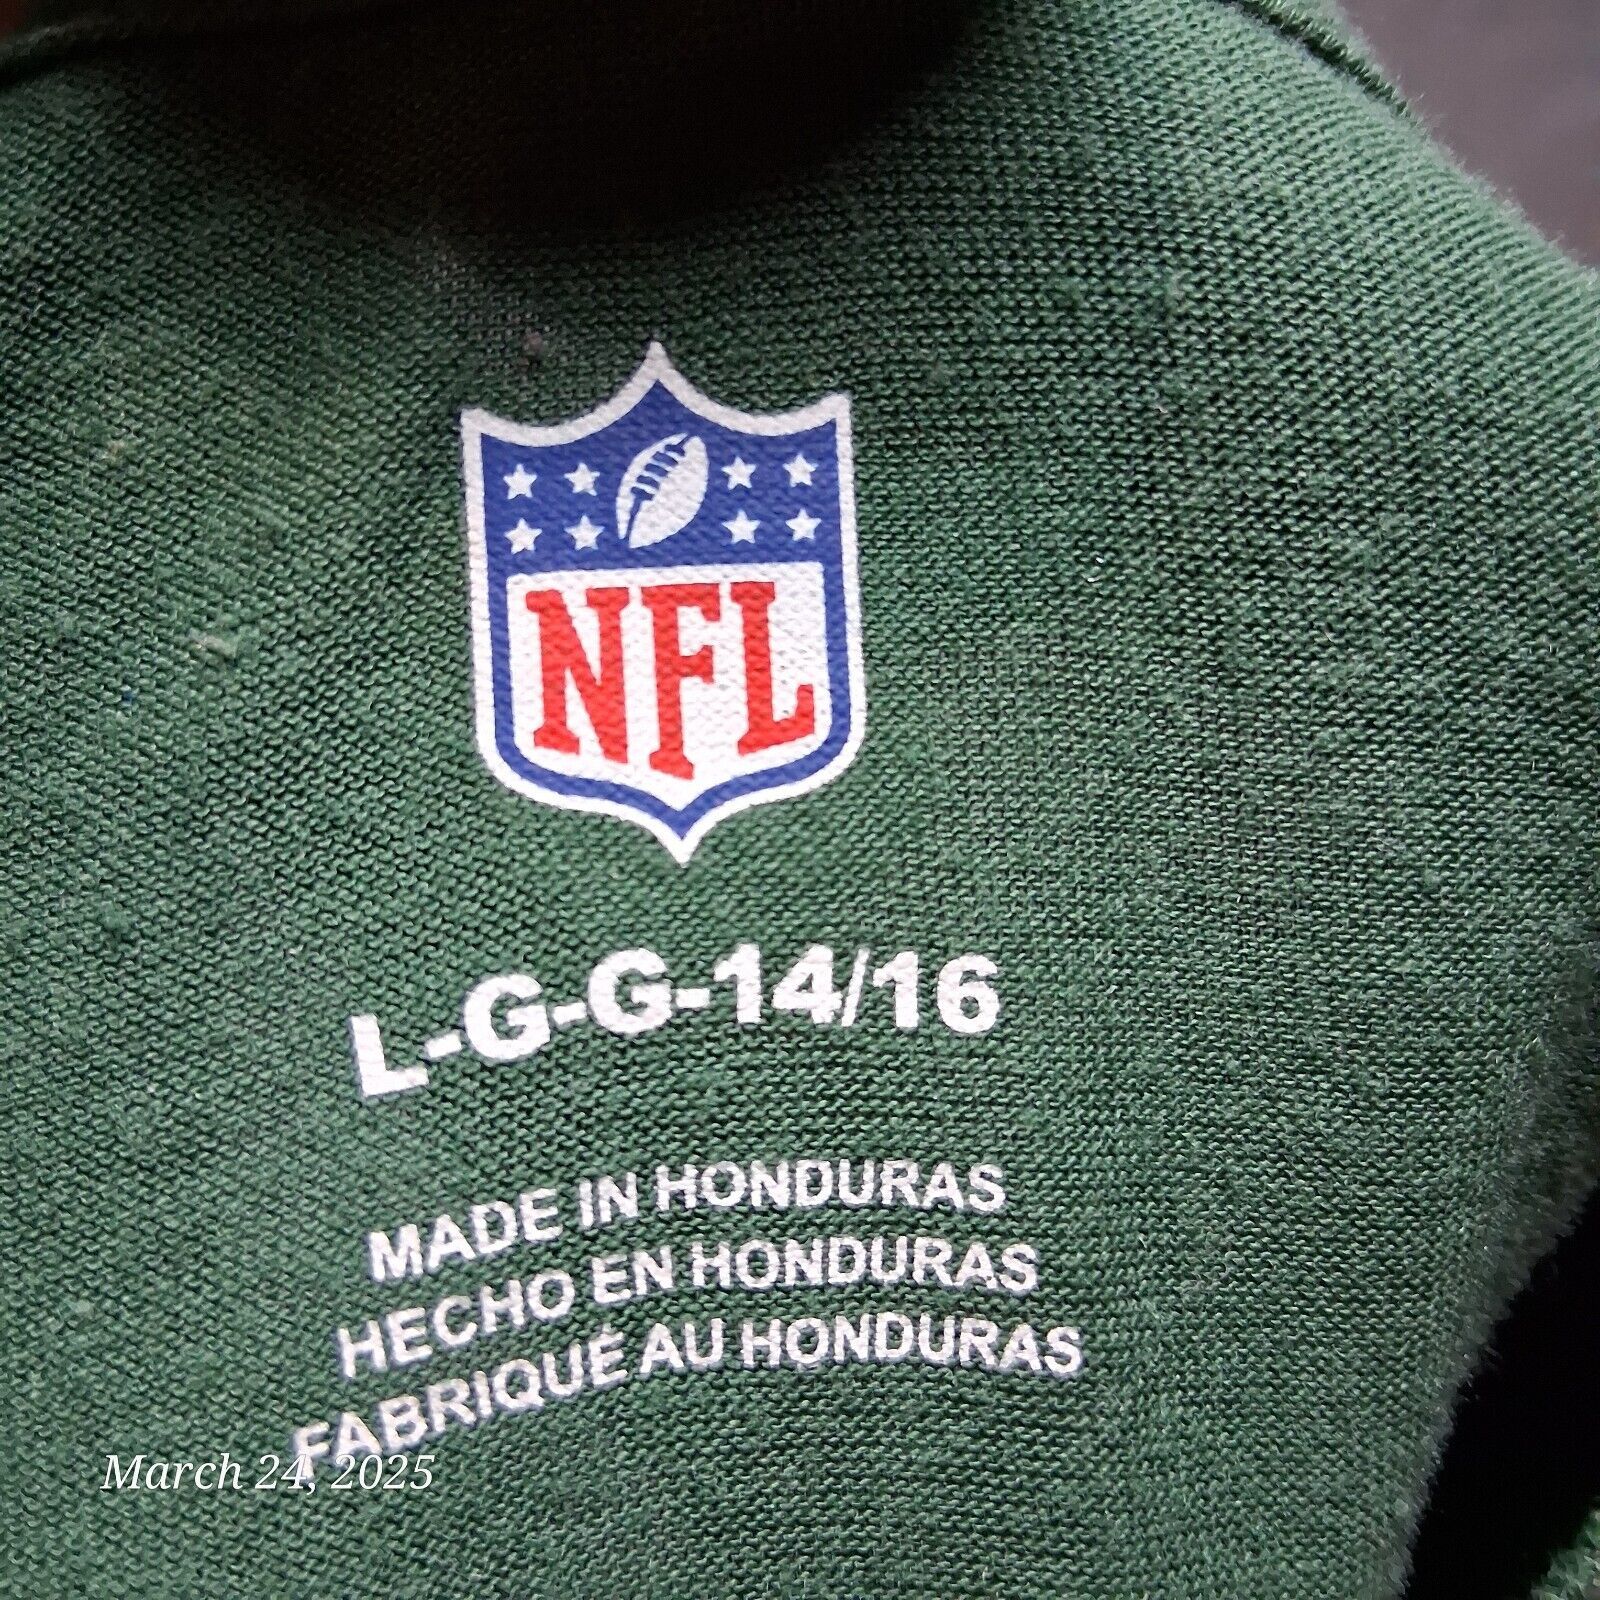 NFL
L-G-G-14/16
MADE IN HONDURAS
HECHO EN HONDURAS
FABRIQUÉ AU HONDURAS
March 24, 2025